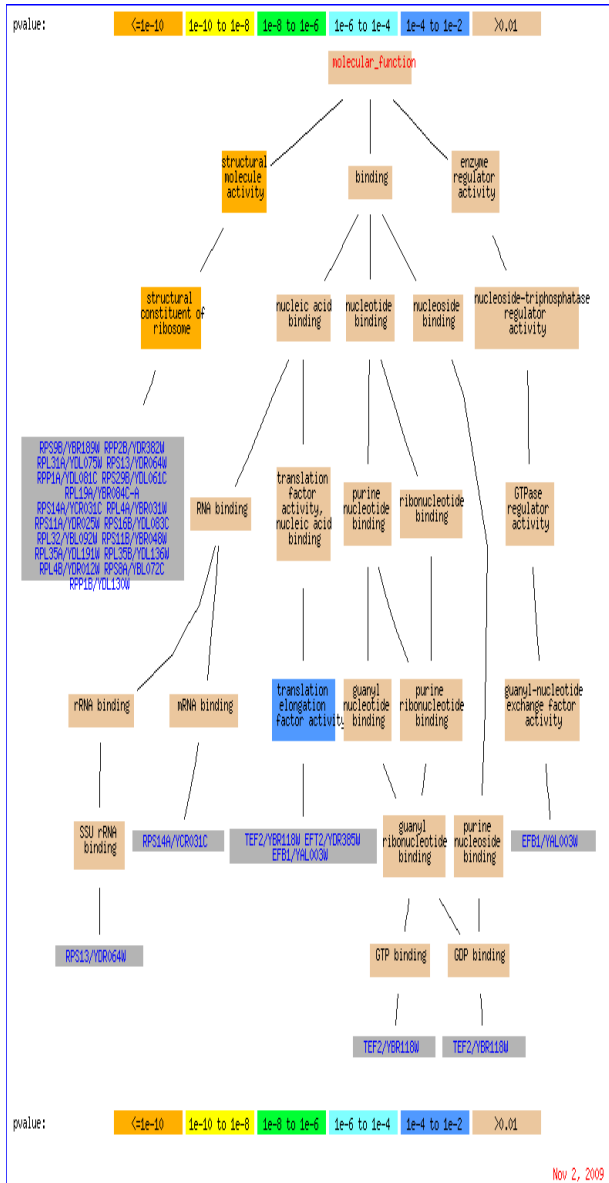 pvalue: <=1e-10 1e-10 to 1e-8 1e-8 to 1e-6 1e-6 to 1e-4 1e-4 to 1e-2 >0.01
molecular_function
structural
molecule
activity
binding
enzyme
regulator
activity
structural
constituent of
ribosome
nucleic acid
binding
nucleotide
binding
nucleoside
binding
nucleoside-triphosphatase
regulator
activity
RPS9B/YBR189W RPP2B/YDR382W
RPL31A/YDL075W RPS13/YDR064W
RPP1A/YDL081C RPS29B/YDL061C
RPL19A/YBR084C-A
RPS14A/YCR031C RPL4A/YBR031W
RPS11A/YDR025W RPS16B/YDL083C
RPL32/YBL092W RPS11B/YBR048W
RPL35A/YDL191W RPL35B/YDL136W
RPL4B/YDR012W RPS8A/YBL072C
RPP1B/YDL130W
RNA binding
translation
factor
activity,
nucleic acid binding
purine
nucleotide
binding
ribonucleotide
binding
GTPase
regulator
activity
rRNA binding
mRNA binding
translation
elongation
factor activity
guanyl
nucleotide
binding
purine
ribonucleotide
binding
guanyl-nucleotide
exchange factor
activity
SSU rRNA
binding
RPS14A/YCR031C
TEF2/YBR118W EFT2/YDR385W
EFB1/YAL003W
guanyl
ribonucleotide
binding
purine
nucleoside
binding
EFB1/YAL003W
RPS13/YDR064W
GTP binding
GDP binding
TEF2/YBR118W
TEF2/YBR118W
pvalue: <=1e-10 1e-10 to 1e-8 1e-8 to 1e-6 1e-6 to 1e-4 1e-4 to 1e-2 >0.01
Nov 2, 2009